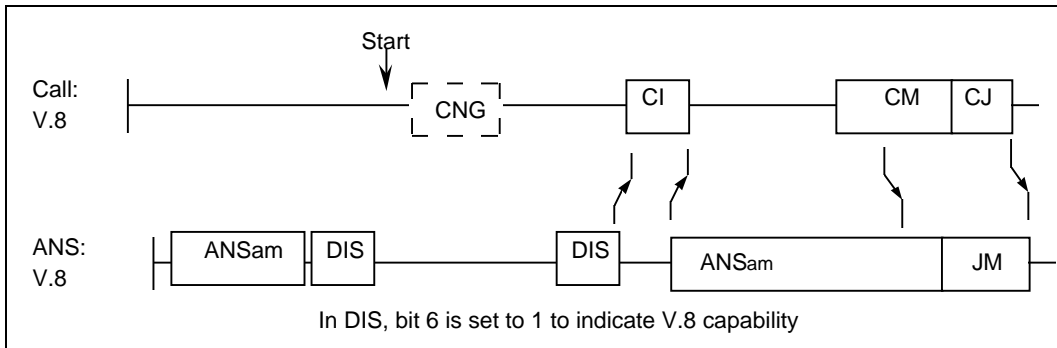 Start
Call:
V.8
CNG
CI
CM
CJ
ANS:
V.8
ANSam
DIS
DIS
ANSam
JM
In DIS, bit 6 is set to 1 to indicate V.8 capability